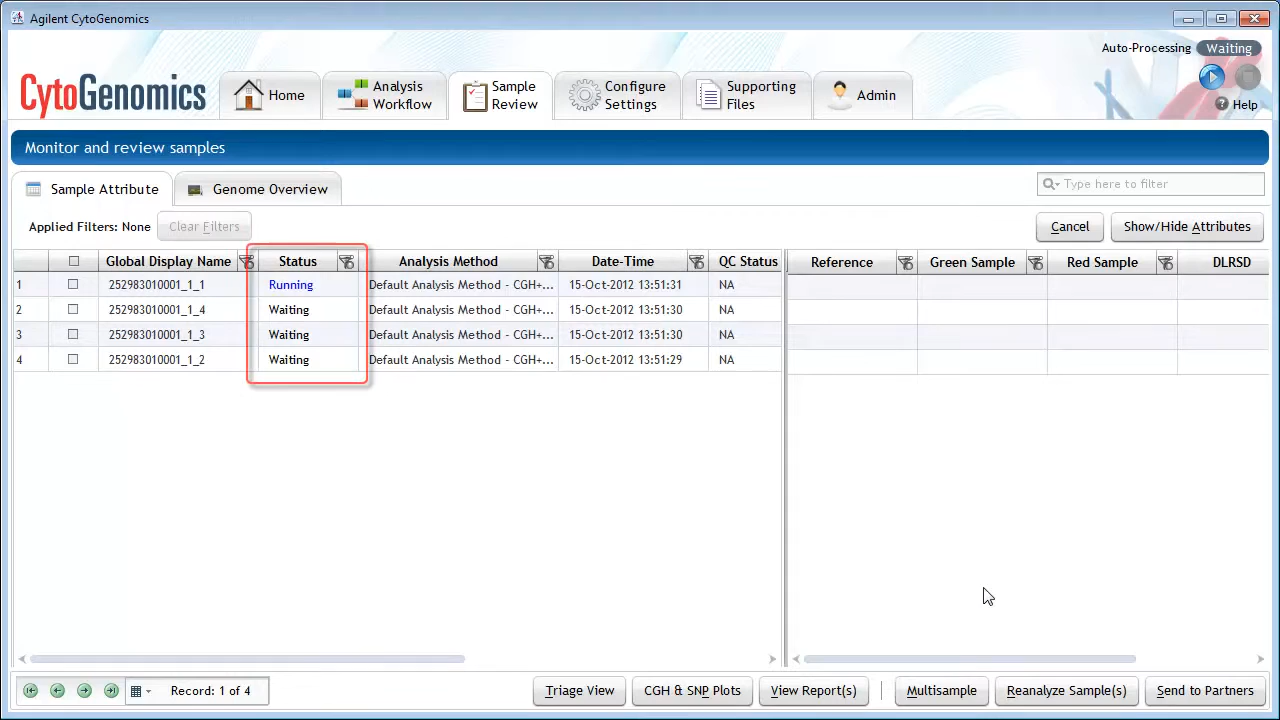 Agilent CytoGenomics
Auto-Processing Waiting
CytoGenomics
Home
Analysis
Workflow
Sample
Review
Configure
Settings
Supporting
Files
Admin
? Help
Monitor and review samples
Sample Attribute
Genome Overview
Type here to filter
Applied Filters: None
Clear Filters
Cancel
Show/Hide Attributes
Global Display Name Status Analysis Method Date-Time QC Status Reference Green Sample Red Sample DLRSD
1 252983010001_1_1 Running Default Analysis Method - CGH+... 15-Oct-2012 13:51:31 NA
2 252983010001_1_4 Waiting Default Analysis Method - CGH+... 15-Oct-2012 13:51:30 NA
3 252983010001_1_3 Waiting Default Analysis Method - CGH+... 15-Oct-2012 13:51:30 NA
4 252983010001_1_2 Waiting Default Analysis Method - CGH+... 15-Oct-2012 13:51:29 NA
Record: 1 of 4
Triage View
CGH & SNP Plots
View Report(s)
Multisample
Reanalyze Sample(s)
Send to Partners